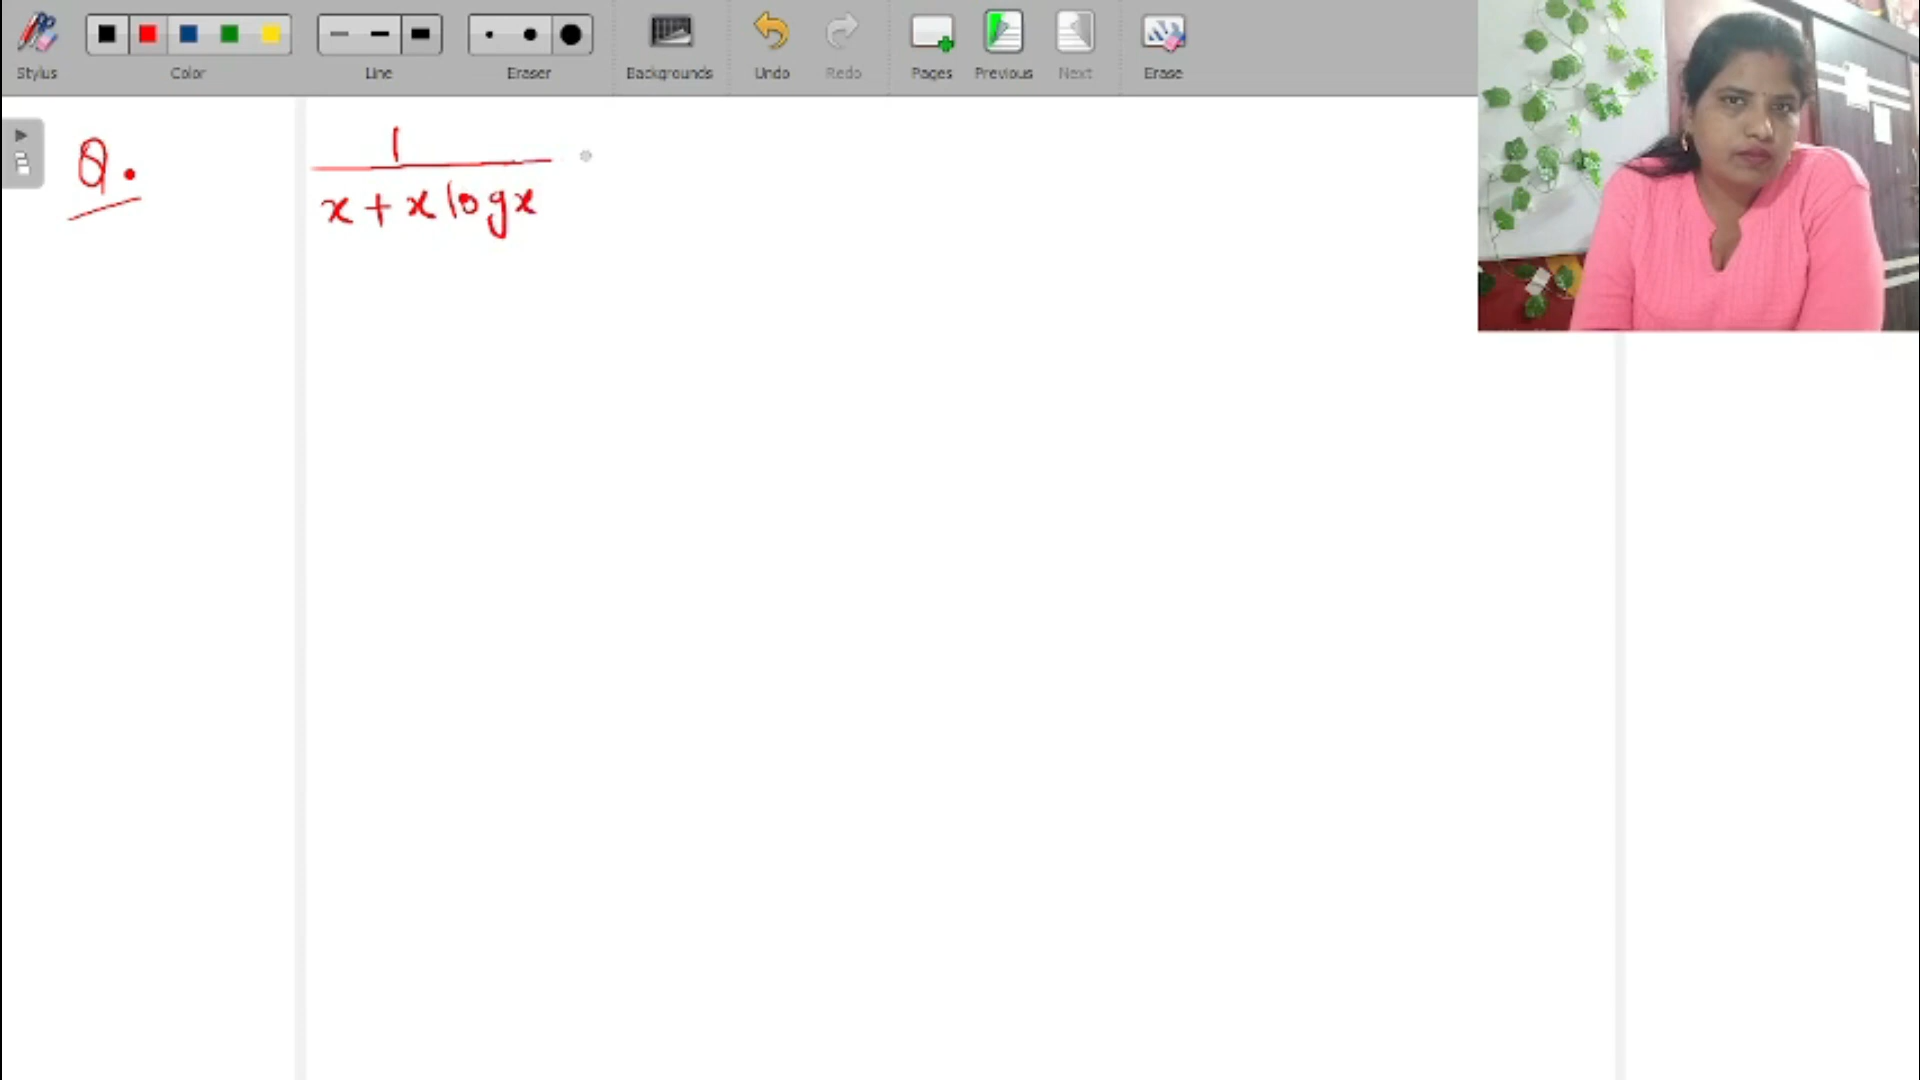 Stylus Color Line Eraser Backgrounds Undo Redo Pages Previous Next Erase
Q. 1
x + x log x